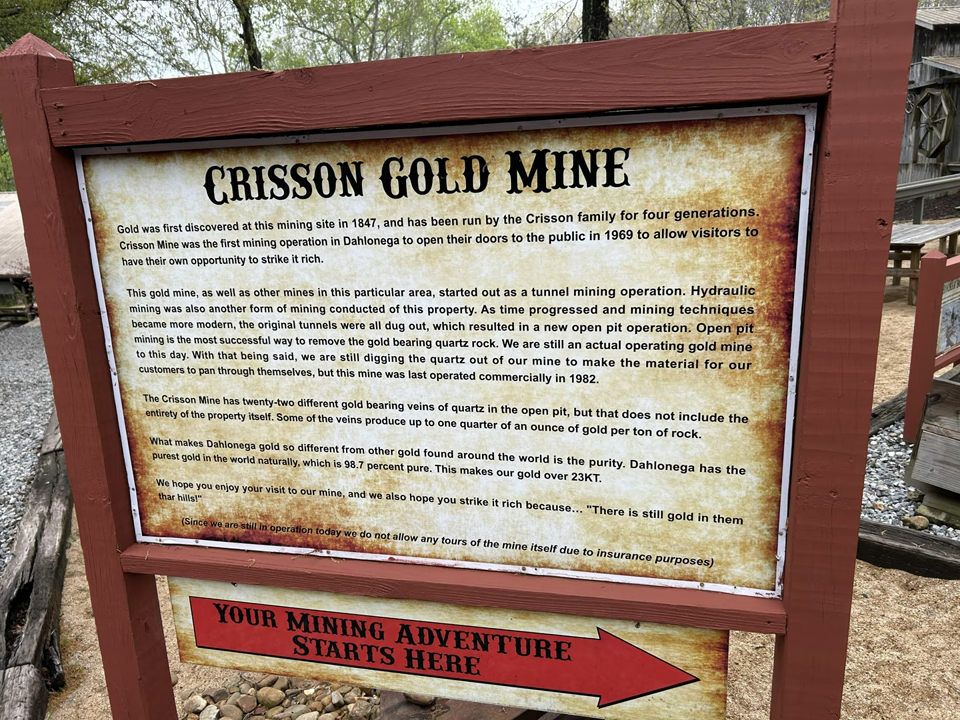 CRISSON GOLD MINE
Gold was first discovered at this mining site in 1847, and has been run by the Crisson family for four generations.
Crisson Mine was the first mining operation in Dahlonega to open their doors to the public in 1969 to allow visitors to
have their own opportunity to strike it rich.
This gold mine, as well as other mines in this particular area, started out as a tunnel mining operation. Hydraulic
mining was also another form of mining conducted of this property. As time progressed and mining techniques
became more modern, the original tunnels were all dug out, which resulted in a new open pit operation. Open pit
mining is the most successful way to remove the gold bearing quartz rock. We are still an actual operating gold mine
to this day. With that being said, we are still digging the quartz out of our mine to make the material for our
customers to pan through themselves, but this mine was last operated commercially in 1982.
The Crisson Mine has twenty-two different gold bearing veins of quartz in the open pit, but that does not include the
entirety of the property itself. Some of the veins produce up to one quarter of an ounce of gold per ton of rock.
What makes Dahlonega gold so different from other gold found around the world is the purity. Dahlonega has the
purest gold in the world naturally, which is 98.7 percent pure. This makes our gold over 23KT.
We hope you enjoy your visit to our mine, and we also hope you strike it rich because... "There is still gold in them
thar hills!"
(Since we are still in operation today we do not allow any tours of the mine itself due to insurance purposes)
YOUR MINING ADVENTURE
STARTS HERE